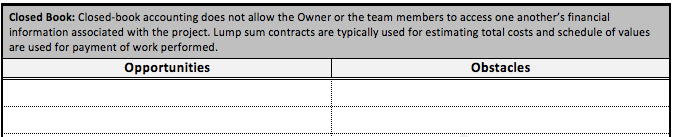 Closed Book: Closed-book accounting does not allow the Owner or the team members to access one another's financial
information associated with the project. Lump sum contracts are typically used for estimating total costs and schedule of values
are used for payment of work performed.
Opportunities Obstacles